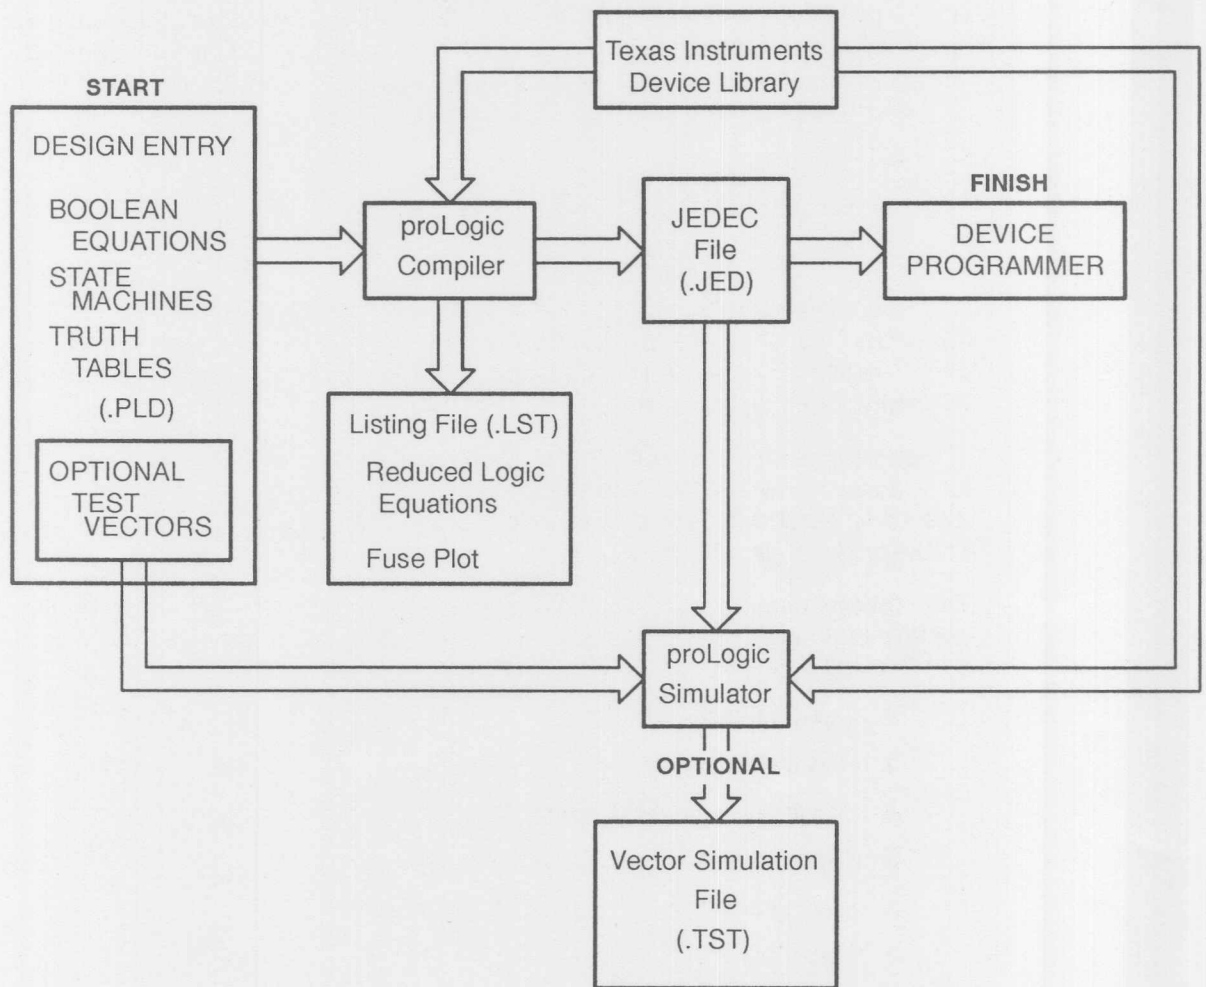 Texas Instruments
Device Library
START
DESIGN ENTRY
BOOLEAN
EQUATIONS
STATE
MACHINES
TRUTH
TABLES
(.PLD)
OPTIONAL
TEST
VECTORS
proLogic
Compiler
JEDEC
File
(.JED)
FINISH
DEVICE
PROGRAMMER
Listing File (.LST)
Reduced Logic
Equations
Fuse Plot
proLogic
Simulator
OPTIONAL
Vector Simulation
File
(.TST)